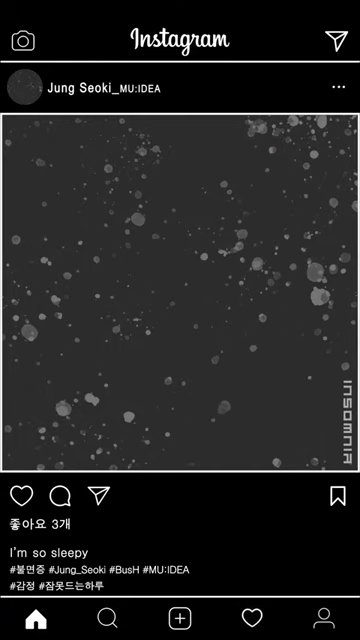 Instagram
Jung Seoki_MU:IDEA
INSOMNIA
좋아요 3개
I'm so sleepy
#불면증 #Jung_Seoki #BusH #MU:IDEA
#감정 #잠못드는하루